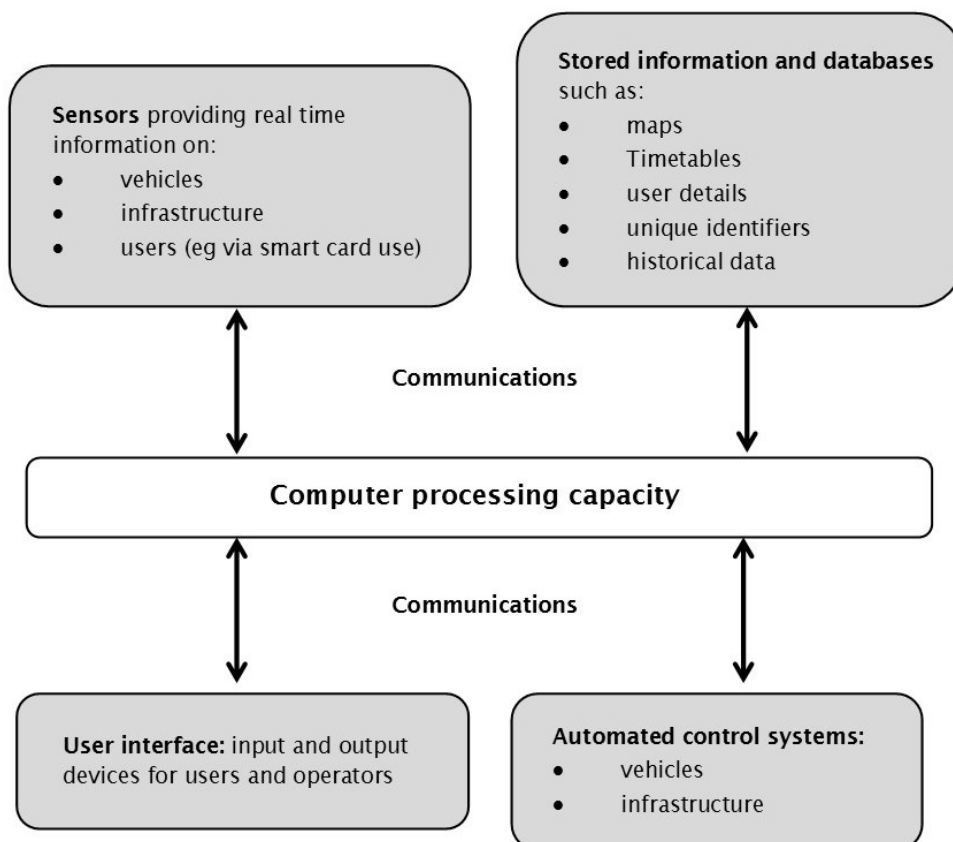 Sensors providing real time
information on:
• vehicles
• infrastructure
• users (eg via smart card use)
Stored information and databases
such as:
• maps
• Timetables
• user details
• unique identifiers
• historical data
Communications
Computer processing capacity
Communications
User interface: input and output
devices for users and operators
Automated control systems:
• vehicles
• infrastructure